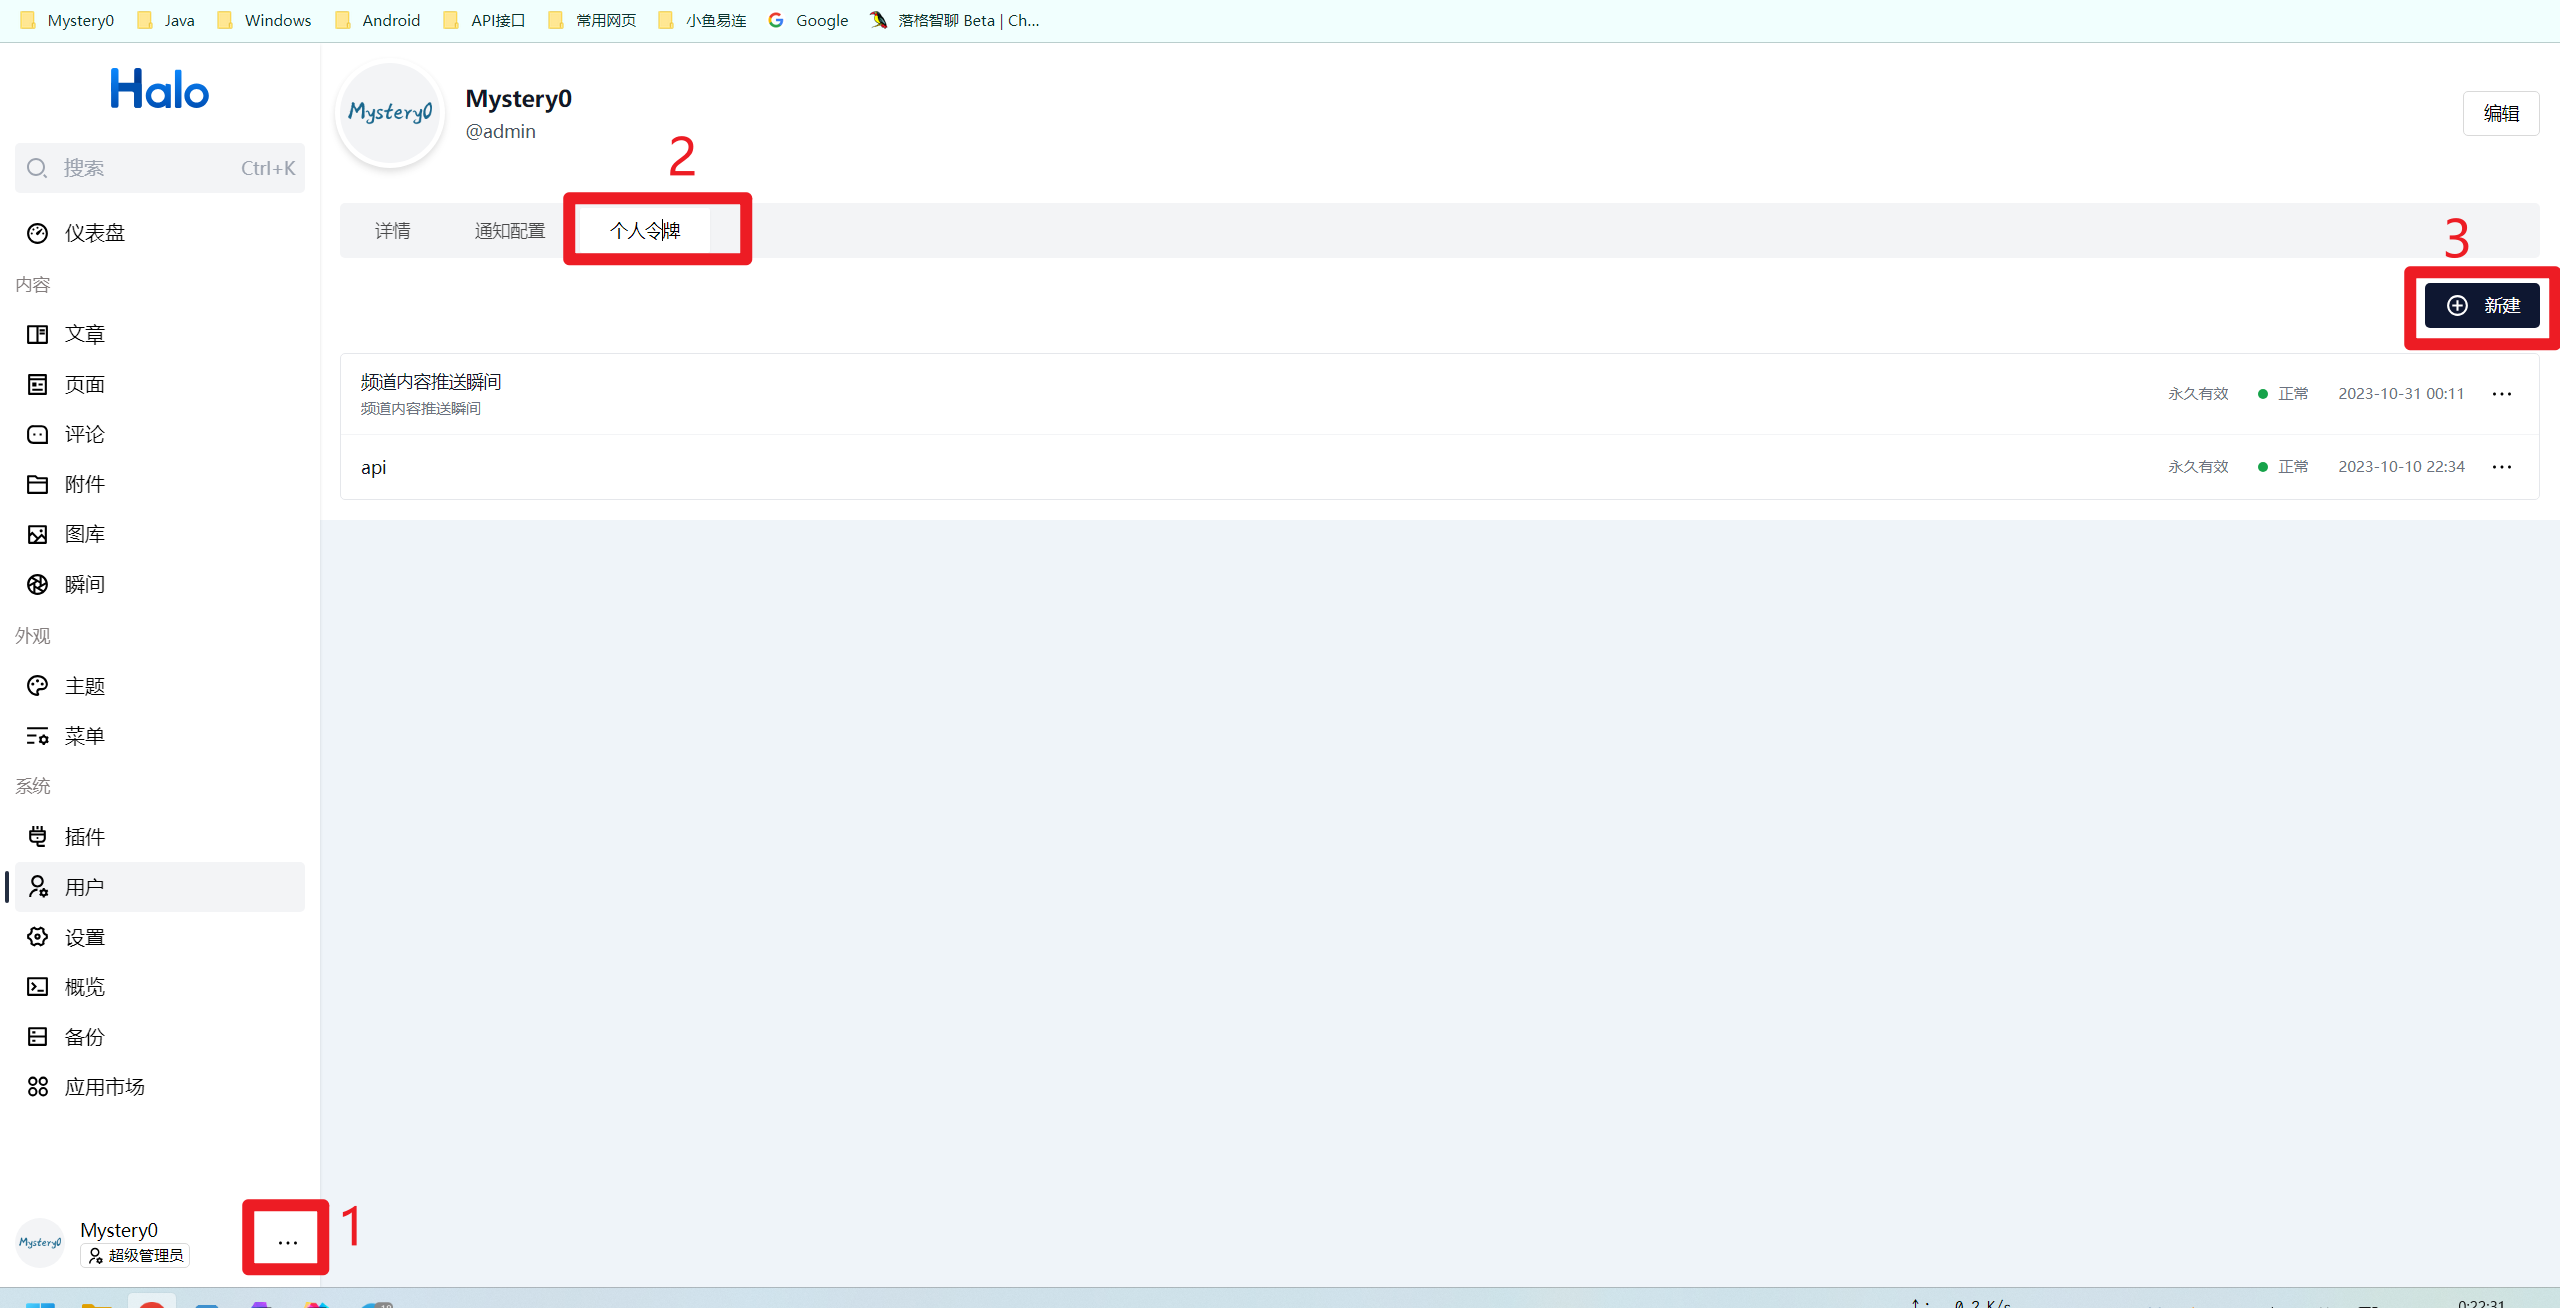 Mystery0 Java Windows Android API接口 常用网页 小鱼易连 Google 落格智聊 Beta | Ch...
Halo
搜索 Ctrl+K
仪表盘
内容
文章
页面
评论
附件
图库
瞬间
外观
主题
菜单
系统
插件
用户
设置
概览
备份
应用市场
Mystery0
Mystery0
超级管理员
...
1
Mystery0
Mystery0
@admin
编辑
2
详情 通知配置 个人令牌
3
新建
频道内容推送瞬间
频道内容推送瞬间
永久有效 正常 2023-10-31 00:11 ...
api
永久有效 正常 2023-10-10 22:34 ...